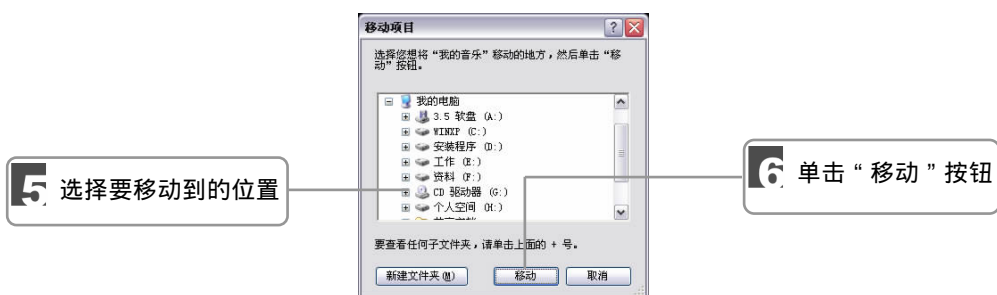 移动项目
选择您想将“我的音乐”移动的地方，然后单击“移
动”按钮。
我的电脑
3.5 软盘 (A:)
WINXP (C:)
安装程序 (D:)
工作 (E:)
资料 (F:)
CD 驱动器 (G:)
个人空间 (H:)
要查看任何子文件夹，请单击上面的 + 号。
新建文件夹(M) 移动 取消
5 选择要移动到的位置
6 单击“移动”按钮